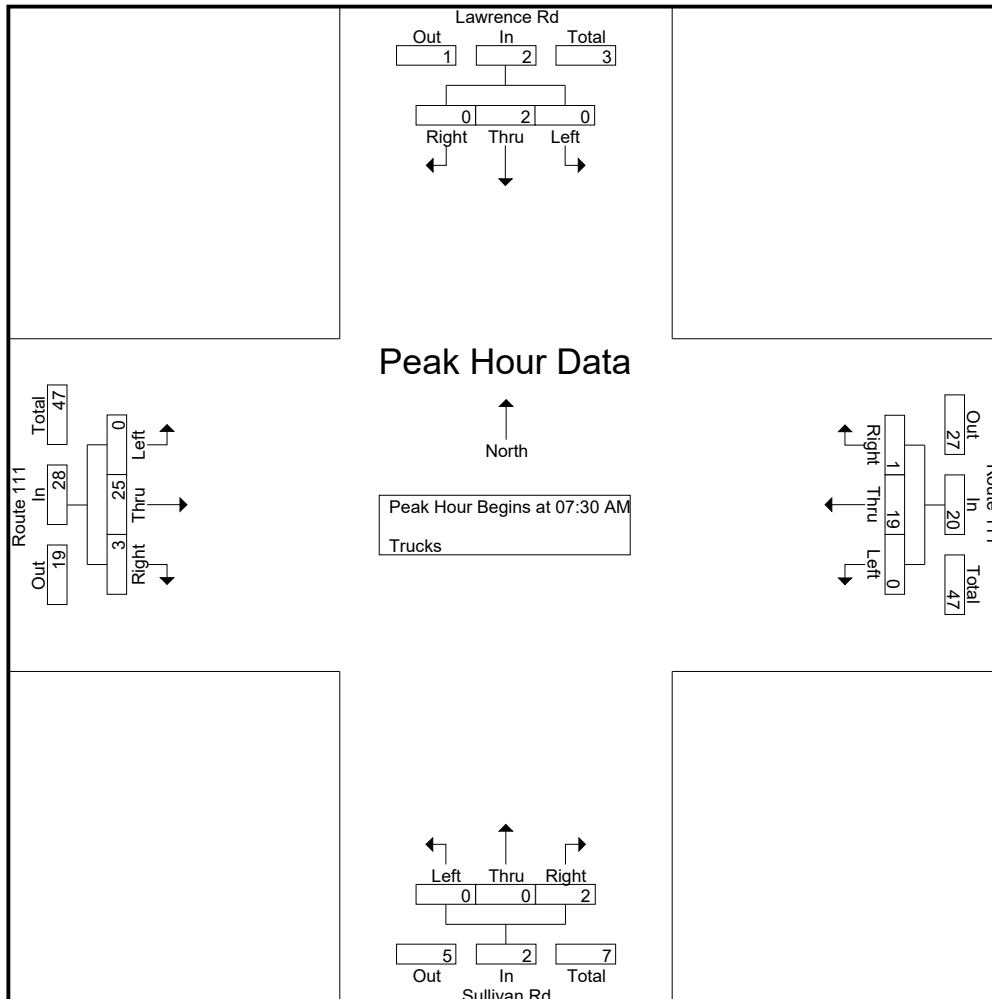 Lawrence Rd
Out In Total
1 2 3
0 2 0
Right Thru Left
Peak Hour Data
North
Peak Hour Begins at 07:30 AM
Trucks
Route 111
Total In Out
47 28 19
0 25 3
Left Thru Right
Out In Total
27 20 47
1 19 0
Right Thru Left
Left Thru Right
0 0 2
5 2 7
Out In Total
Sullivan Rd